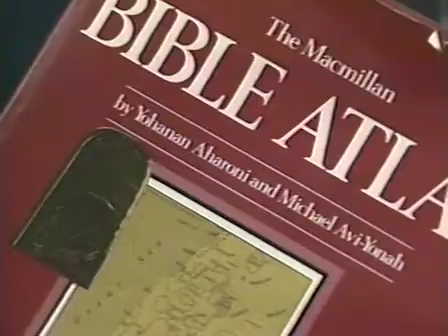 The Macmillan
BIBLE ATLA
by Yohanan Aharoni and Michael Avi-Yonah